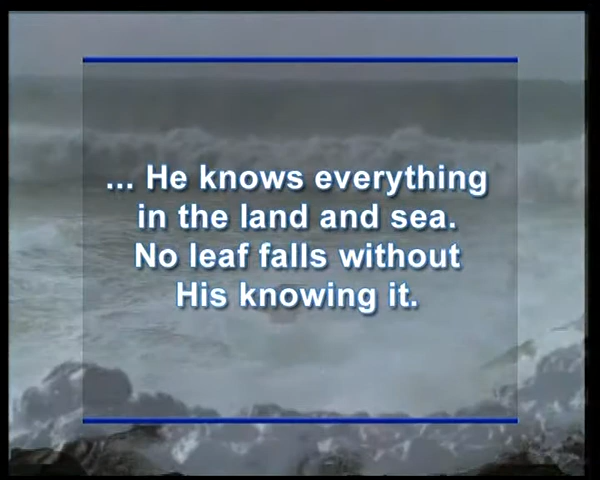 ... He knows everything
in the land and sea.
No leaf falls without
His knowing it.